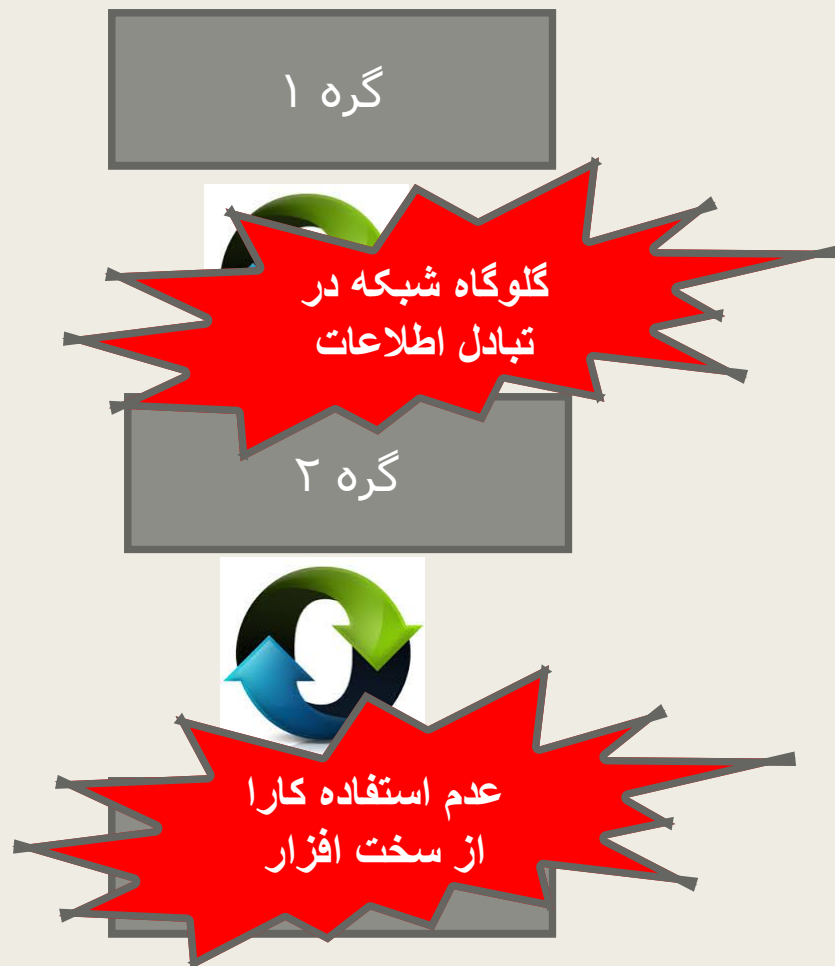 گره ۱
گلوگاه شبکه در
تبادل اطلاعات
گره ۲
عدم استفاده کارا
از سخت افزار